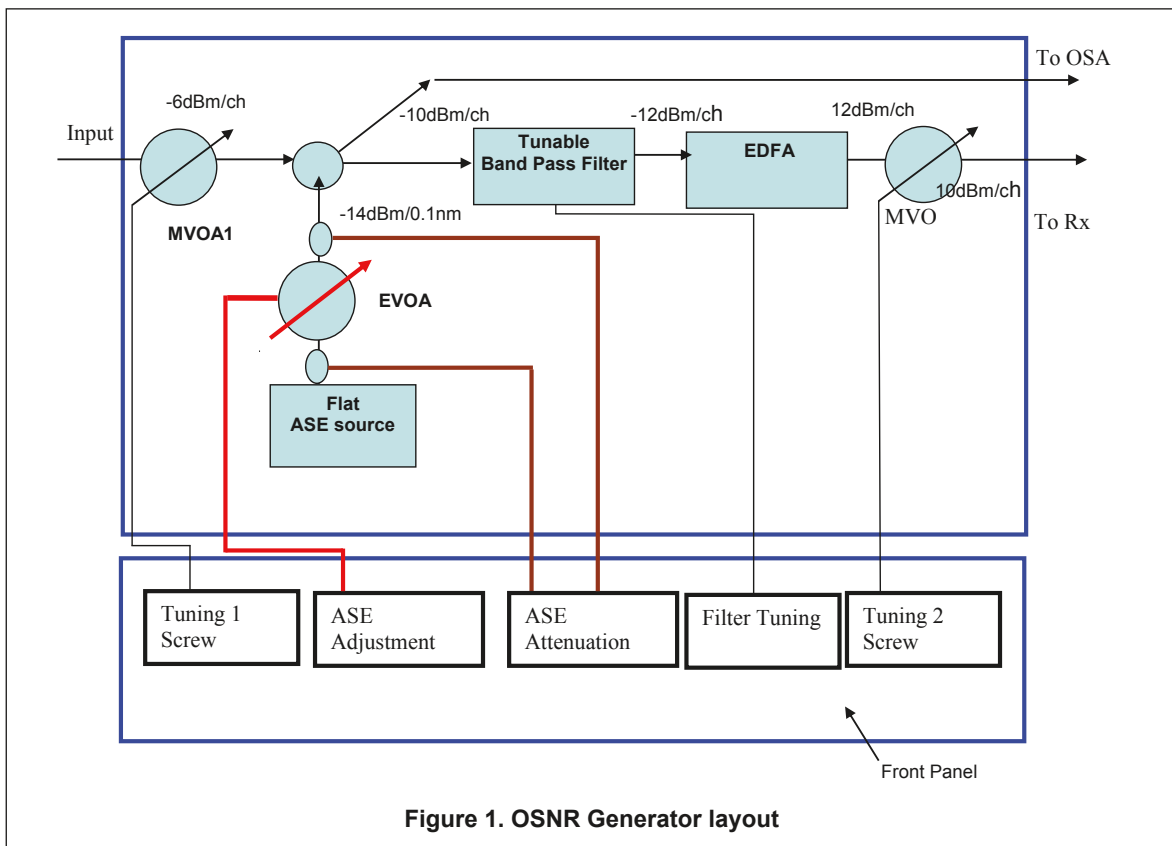 To OSA
-6dBm/ch
-10dBm/ch
-12dBm/ch
12dBm/ch
Input
Tunable
Band Pass Filter
EDFA
10dBm/ch
MVO
To Rx
MVOA1
-14dBm/0.1nm
EVOA
Flat
ASE source
Tuning 1
Screw
ASE
Adjustment
ASE
Attenuation
Filter Tuning
Tuning 2
Screw
Front Panel
Figure 1. OSNR Generator layout